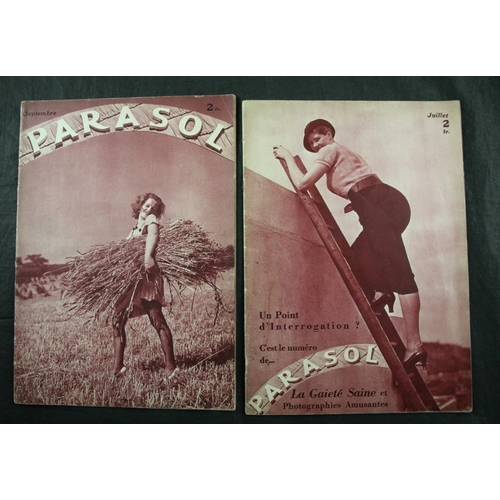 Septembre
2 fr.
PARASOL
Juillet
2
fr.
Un Point
d'Interrogation ?
C'est le numéro
de...
PARASOL
La Gaieté Saine et
Photographies Amusantes